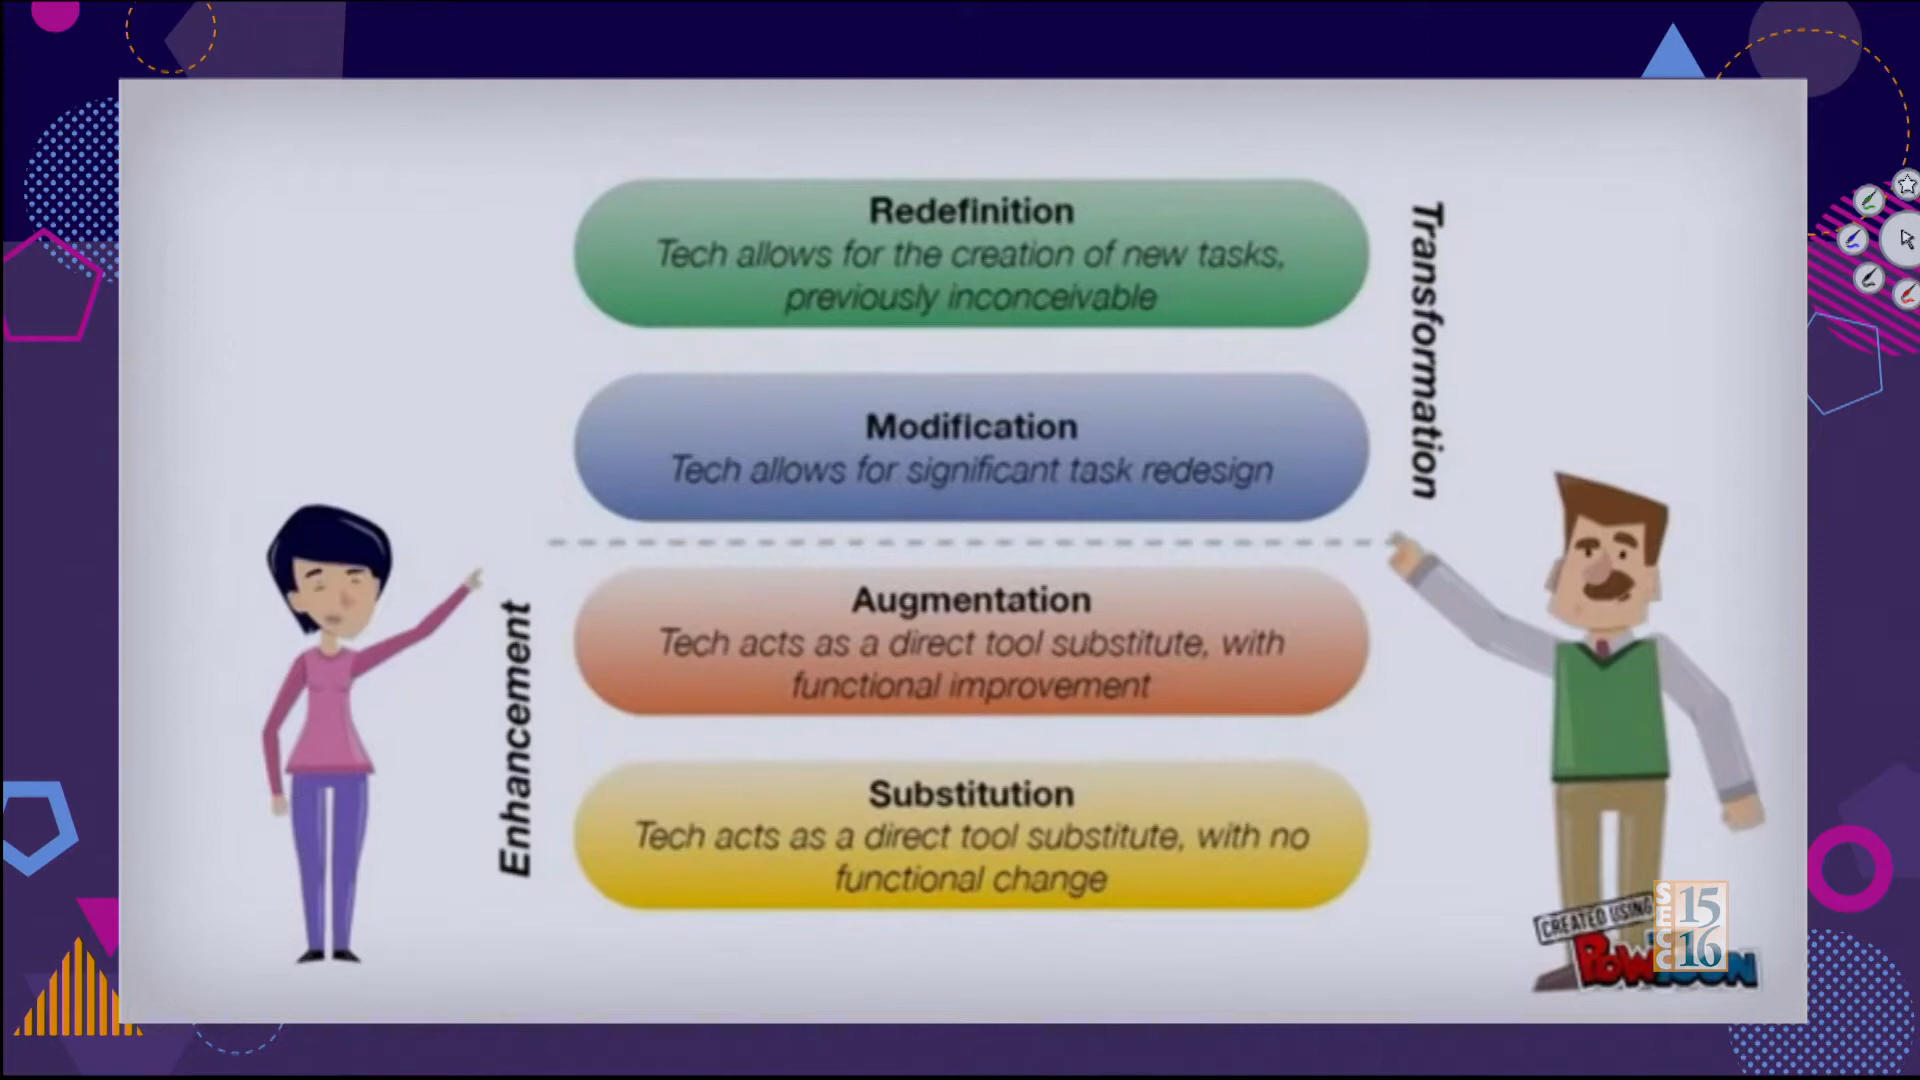 Redefinition
Tech allows for the creation of new tasks,
previously inconceivable
Transformation
Modification
Tech allows for significant task redesign
Augmentation
Tech acts as a direct tool substitute, with
functional improvement
Enhancement
Substitution
Tech acts as a direct tool substitute, with no
functional change
CREATED USING
POWTOON
SECC
15
16